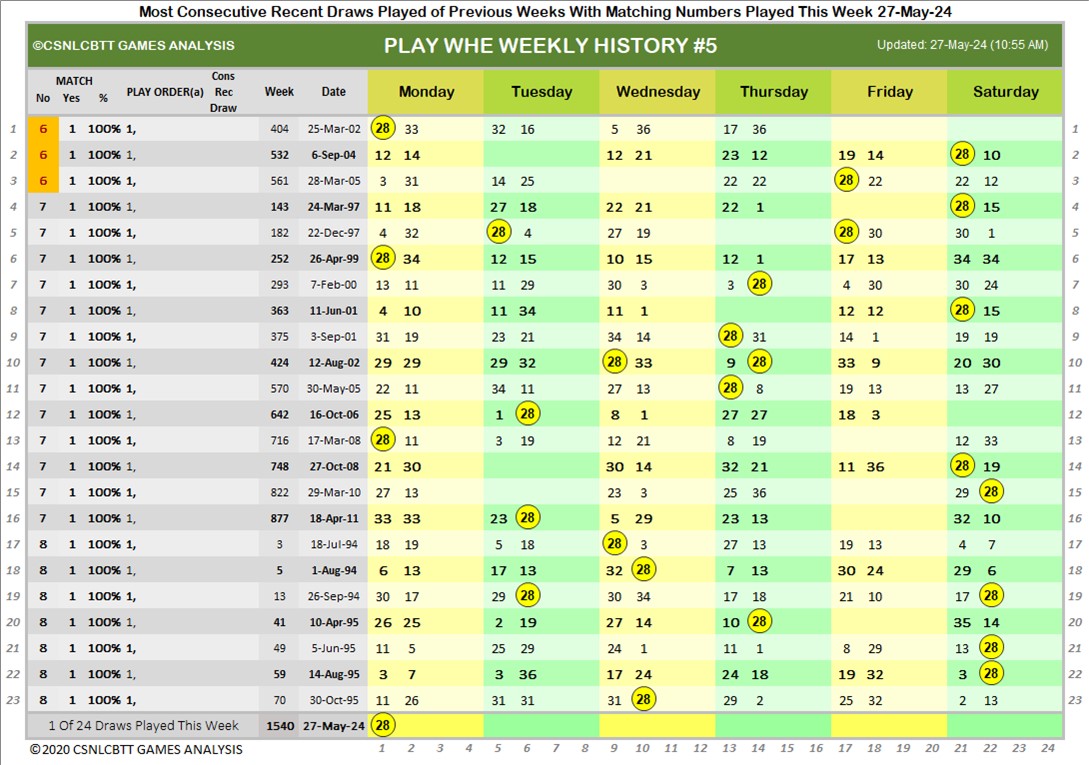 Most Consecutive Recent Draws Played of Previous Weeks With Matching Numbers Played This Week 27-May-24
©CSNLCBTT GAMES ANALYSIS PLAY WHE WEEKLY HISTORY #5 Updated: 27-May-24 (10:55 AM)
MATCH Cons
No Yes % PLAY ORDER(a) Rec Week Date Monday Tuesday Wednesday Thursday Friday Saturday
Draw
1 6 1 100% 1, 404 25-Mar-02 28 33 32 16 5 36 17 36 1
2 6 1 100% 1, 532 6-Sep-04 12 14 12 21 23 12 19 14 28 10 2
3 6 1 100% 1, 561 28-Mar-05 3 31 14 25 22 22 28 22 22 12 3
4 7 1 100% 1, 143 24-Mar-97 11 18 27 18 22 21 22 1 28 15 4
5 7 1 100% 1, 182 22-Dec-97 4 32 28 4 27 19 28 30 30 1 5
6 7 1 100% 1, 252 26-Apr-99 28 34 12 15 10 15 12 1 17 13 34 34 6
7 7 1 100% 1, 293 7-Feb-00 13 11 11 29 30 3 3 28 4 30 30 24 7
8 7 1 100% 1, 363 11-Jun-01 4 10 11 34 11 1 12 12 28 15 8
9 7 1 100% 1, 375 3-Sep-01 31 19 23 21 34 14 28 31 14 1 19 19 9
10 7 1 100% 1, 424 12-Aug-02 29 29 29 32 28 33 9 28 33 9 20 30 10
11 7 1 100% 1, 570 30-May-05 22 11 34 11 27 13 28 8 19 13 13 27 11
12 7 1 100% 1, 642 16-Oct-06 25 13 1 28 8 1 27 27 18 3 12
13 7 1 100% 1, 716 17-Mar-08 28 11 3 19 12 21 8 19 12 33 13
14 7 1 100% 1, 748 27-Oct-08 21 30 30 14 32 21 11 36 28 19 14
15 7 1 100% 1, 822 29-Mar-10 27 13 23 3 25 36 29 28 15
16 7 1 100% 1, 877 18-Apr-11 33 33 23 28 5 29 23 13 32 10 16
17 8 1 100% 1, 3 18-Jul-94 18 19 5 18 28 3 27 13 19 13 4 7 17
18 8 1 100% 1, 5 1-Aug-94 6 13 17 13 32 28 7 13 30 24 29 6 18
19 8 1 100% 1, 13 26-Sep-94 30 17 29 28 30 34 17 18 21 10 17 28 19
20 8 1 100% 1, 41 10-Apr-95 26 25 2 19 27 14 10 28 35 14 20
21 8 1 100% 1, 49 5-Jun-95 11 5 25 29 24 1 11 1 8 29 13 28 21
22 8 1 100% 1, 59 14-Aug-95 3 7 3 36 17 24 24 18 19 32 3 28 22
23 8 1 100% 1, 70 30-Oct-95 11 26 31 31 31 28 29 2 25 32 2 13 23
1 Of 24 Draws Played This Week 1540 27-May-24 28
©2020 CSNLCBTT GAMES ANALYSIS 1 2 3 4 5 6 7 8 9 10 11 12 13 14 15 16 17 18 19 20 21 22 23 24